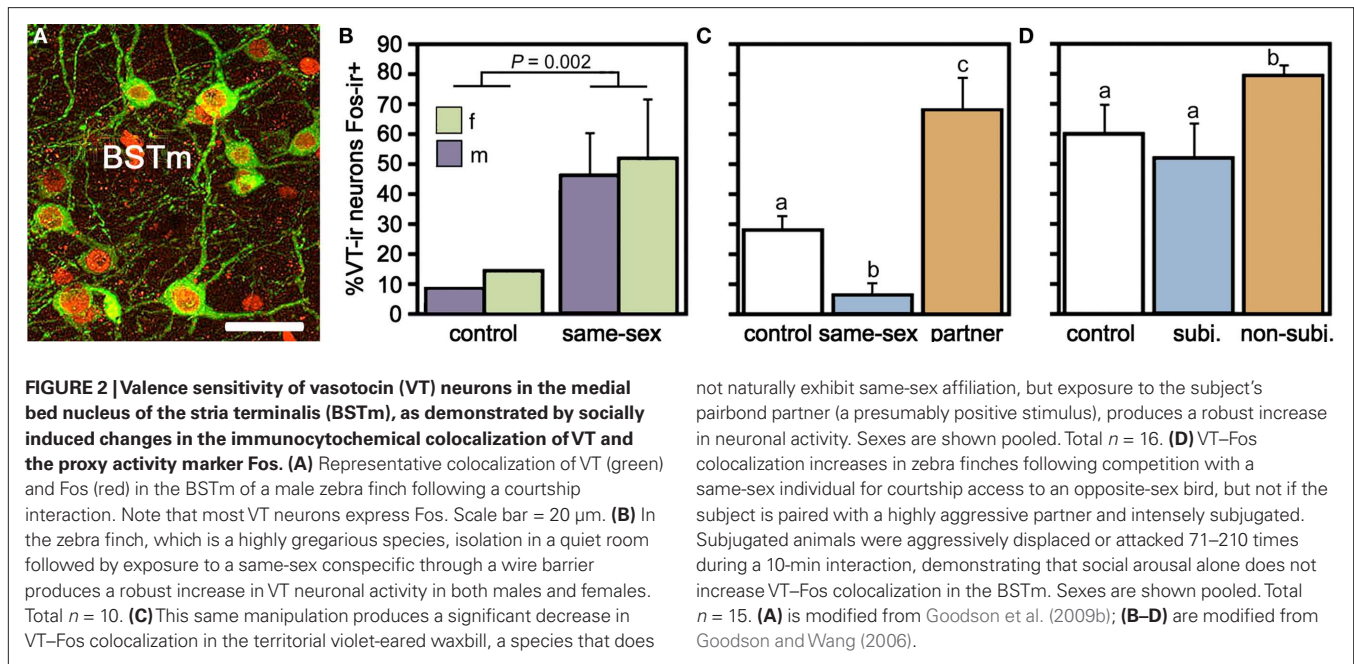 A
BSTm
B
%VT-ir neurons Fos-ir+
90
80
70
60
50
40
30
20
10
0
P = 0.002
f
m
control same-sex
C
a
b
c
control same-sex partner
D
a
a
b
control subj. non-subj.
FIGURE 2 | Valence sensitivity of vasotocin (VT) neurons in the medial
bed nucleus of the stria terminalis (BSTm), as demonstrated by socially
induced changes in the immunocytochemical colocalization of VT and
the proxy activity marker Fos. (A) Representative colocalization of VT (green)
and Fos (red) in the BSTm of a male zebra finch following a courtship
interaction. Note that most VT neurons express Fos. Scale bar = 20 μm. (B) In
the zebra finch, which is a highly gregarious species, isolation in a quiet room
followed by exposure to a same-sex conspecific through a wire barrier
produces a robust increase in VT neuronal activity in both males and females.
Total n = 10. (C) This same manipulation produces a significant decrease in
VT–Fos colocalization in the territorial violet-eared waxbill, a species that does
not naturally exhibit same-sex affiliation, but exposure to the subject's
pairbond partner (a presumably positive stimulus), produces a robust increase
in neuronal activity. Sexes are shown pooled. Total n = 16. (D) VT–Fos
colocalization increases in zebra finches following competition with a
same-sex individual for courtship access to an opposite-sex bird, but not if the
subject is paired with a highly aggressive partner and intensely subjugated.
Subjugated animals were aggressively displaced or attacked 71–210 times
during a 10-min interaction, demonstrating that social arousal alone does not
increase VT–Fos colocalization in the BSTm. Sexes are shown pooled. Total
n = 15. (A) is modified from Goodson et al. (2009b); (B–D) are modified from
Goodson and Wang (2006).